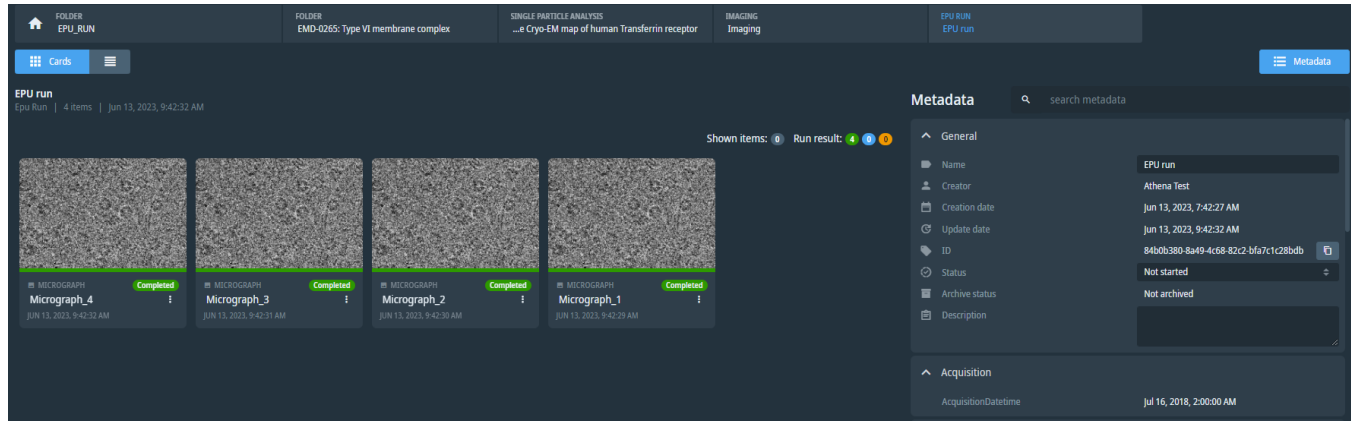 FOLDER
EPU_RUN
FOLDER
EMD-0265: Type VI membrane complex
SINGLE PARTICLE ANALYSIS
...e Cryo-EM map of human Transferrin receptor
IMAGING
Imaging
EPU RUN
EPU run
Cards
Metadata
EPU run
Epu Run | 4 items | Jun 13, 2023, 9:42:32 AM
Shown items: 0 Run result: 4 0 0
MICROGRAPH Completed
Micrograph_4
JUN 13, 2023, 9:42:32 AM
MICROGRAPH Completed
Micrograph_3
JUN 13, 2023, 9:42:31 AM
MICROGRAPH Completed
Micrograph_2
JUN 13, 2023, 9:42:30 AM
MICROGRAPH Completed
Micrograph_1
JUN 13, 2023, 9:42:29 AM
Metadata
search metadata
General
Name EPU run
Creator Athena Test
Creation date Jun 13, 2023, 7:42:27 AM
Update date Jun 13, 2023, 9:42:32 AM
ID 84b0b380-8a49-4c68-82c2-bfa7c1c28bdb
Status Not started
Archive status Not archived
Description
Acquisition
AcquisitionDatetime Jul 16, 2018, 2:00:00 AM